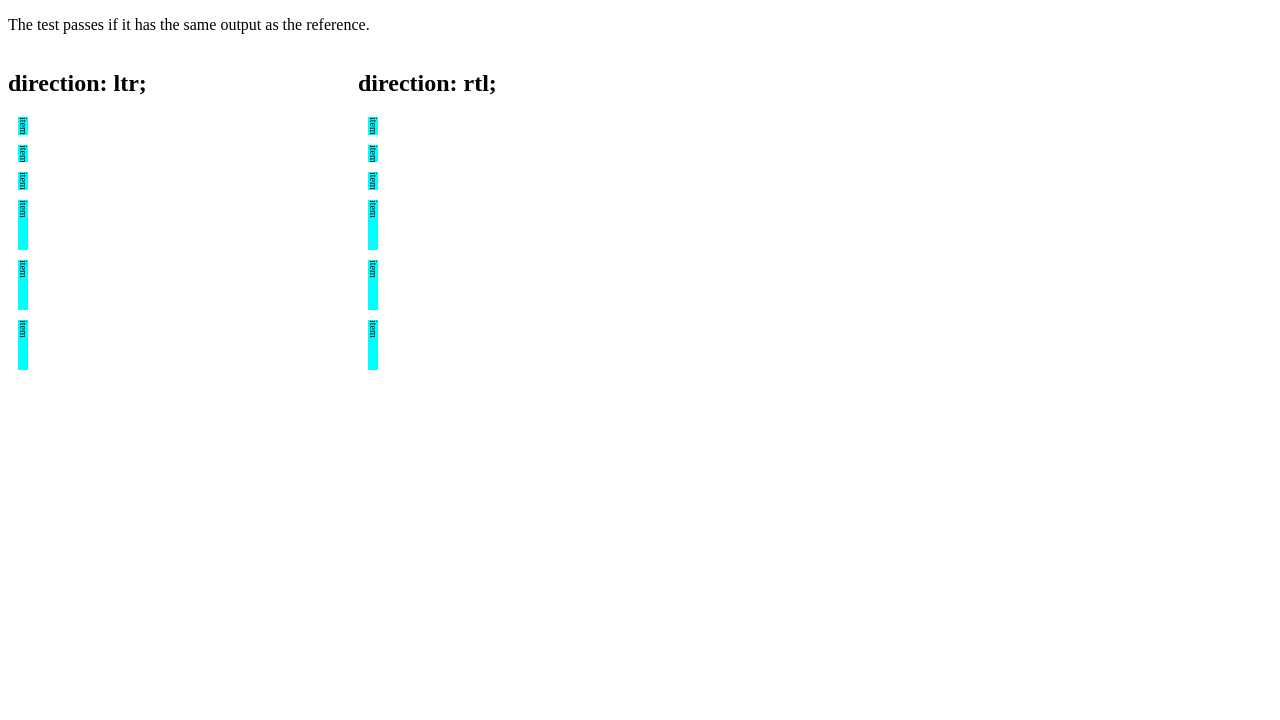 The test passes if it has the same output as the reference.
direction: ltr;
item
item
item
item
item
item
direction: rtl;
item
item
item
item
item
item